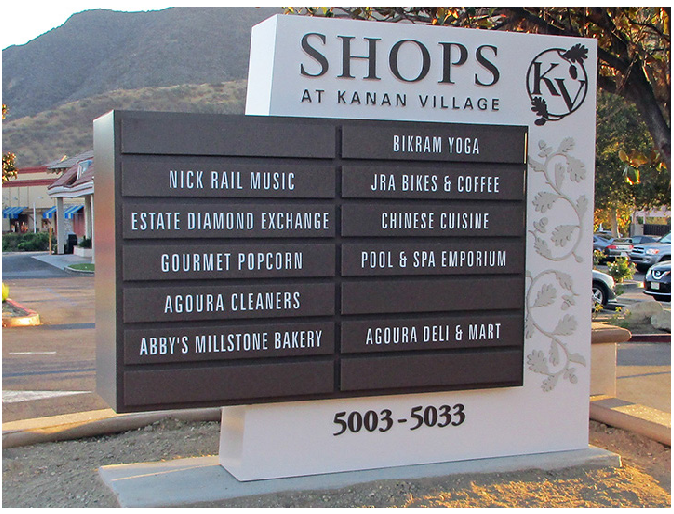 SHOPS
AT KANAN VILLAGE
KV
BIKRAM YOGA
NICK RAIL MUSIC
JRA BIKES & COFFEE
ESTATE DIAMOND EXCHANGE
CHINESE CUISINE
GOURMET POPCORN
POOL & SPA EMPORIUM
AGOURA CLEANERS
ABBY'S MILLSTONE BAKERY
AGOURA DELI & MART
5003-5033